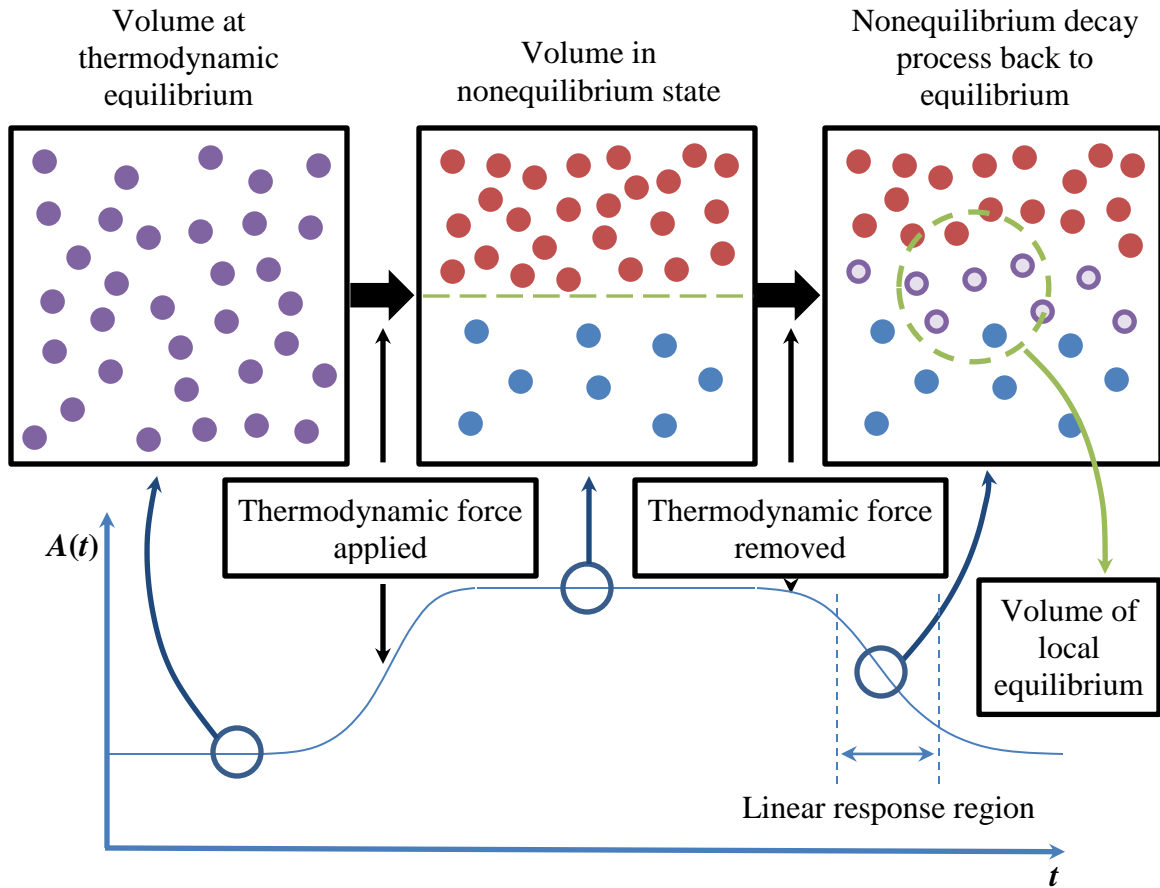 Volume at
thermodynamic
equilibrium
Volume in
nonequilibrium state
Nonequilibrium decay
process back to
equilibrium
Thermodynamic force
applied
Thermodynamic force
removed
A(t)
Volume of
local
equilibrium
Linear response region
t